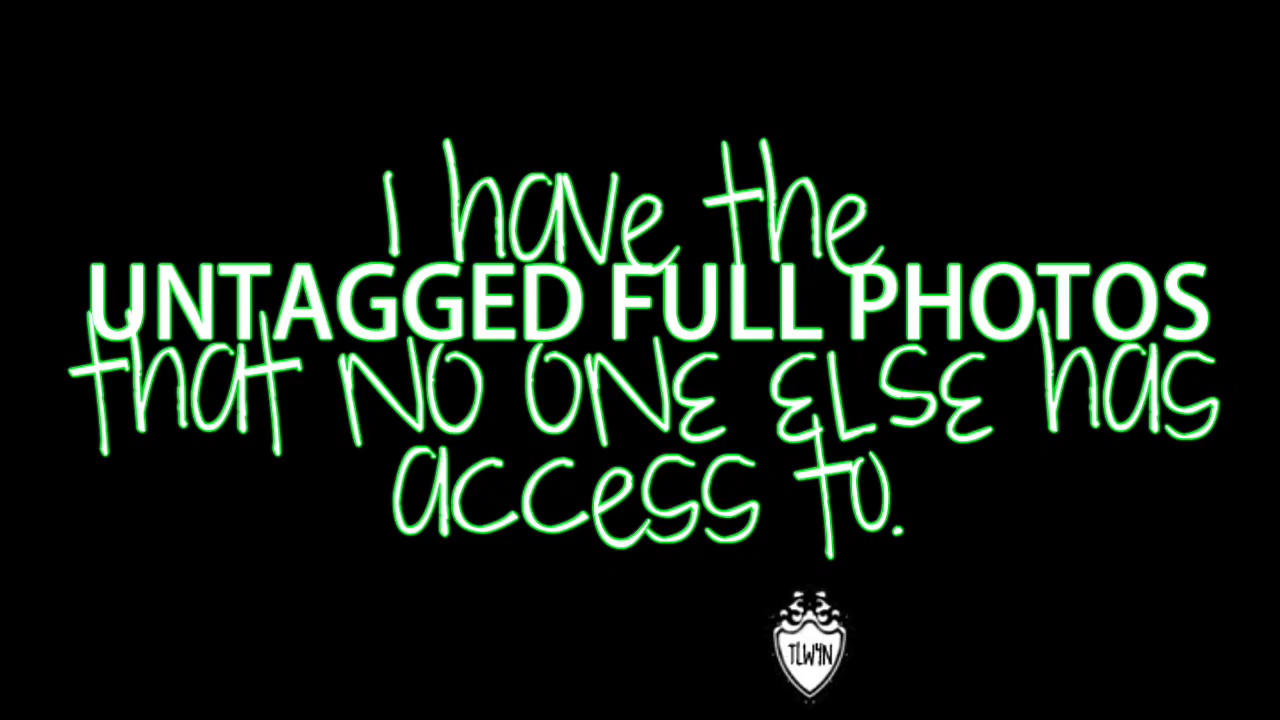 I have the
UNTAGGED FULL PHOTOS
that NO ONE ELSE has
access to.
TLWYN